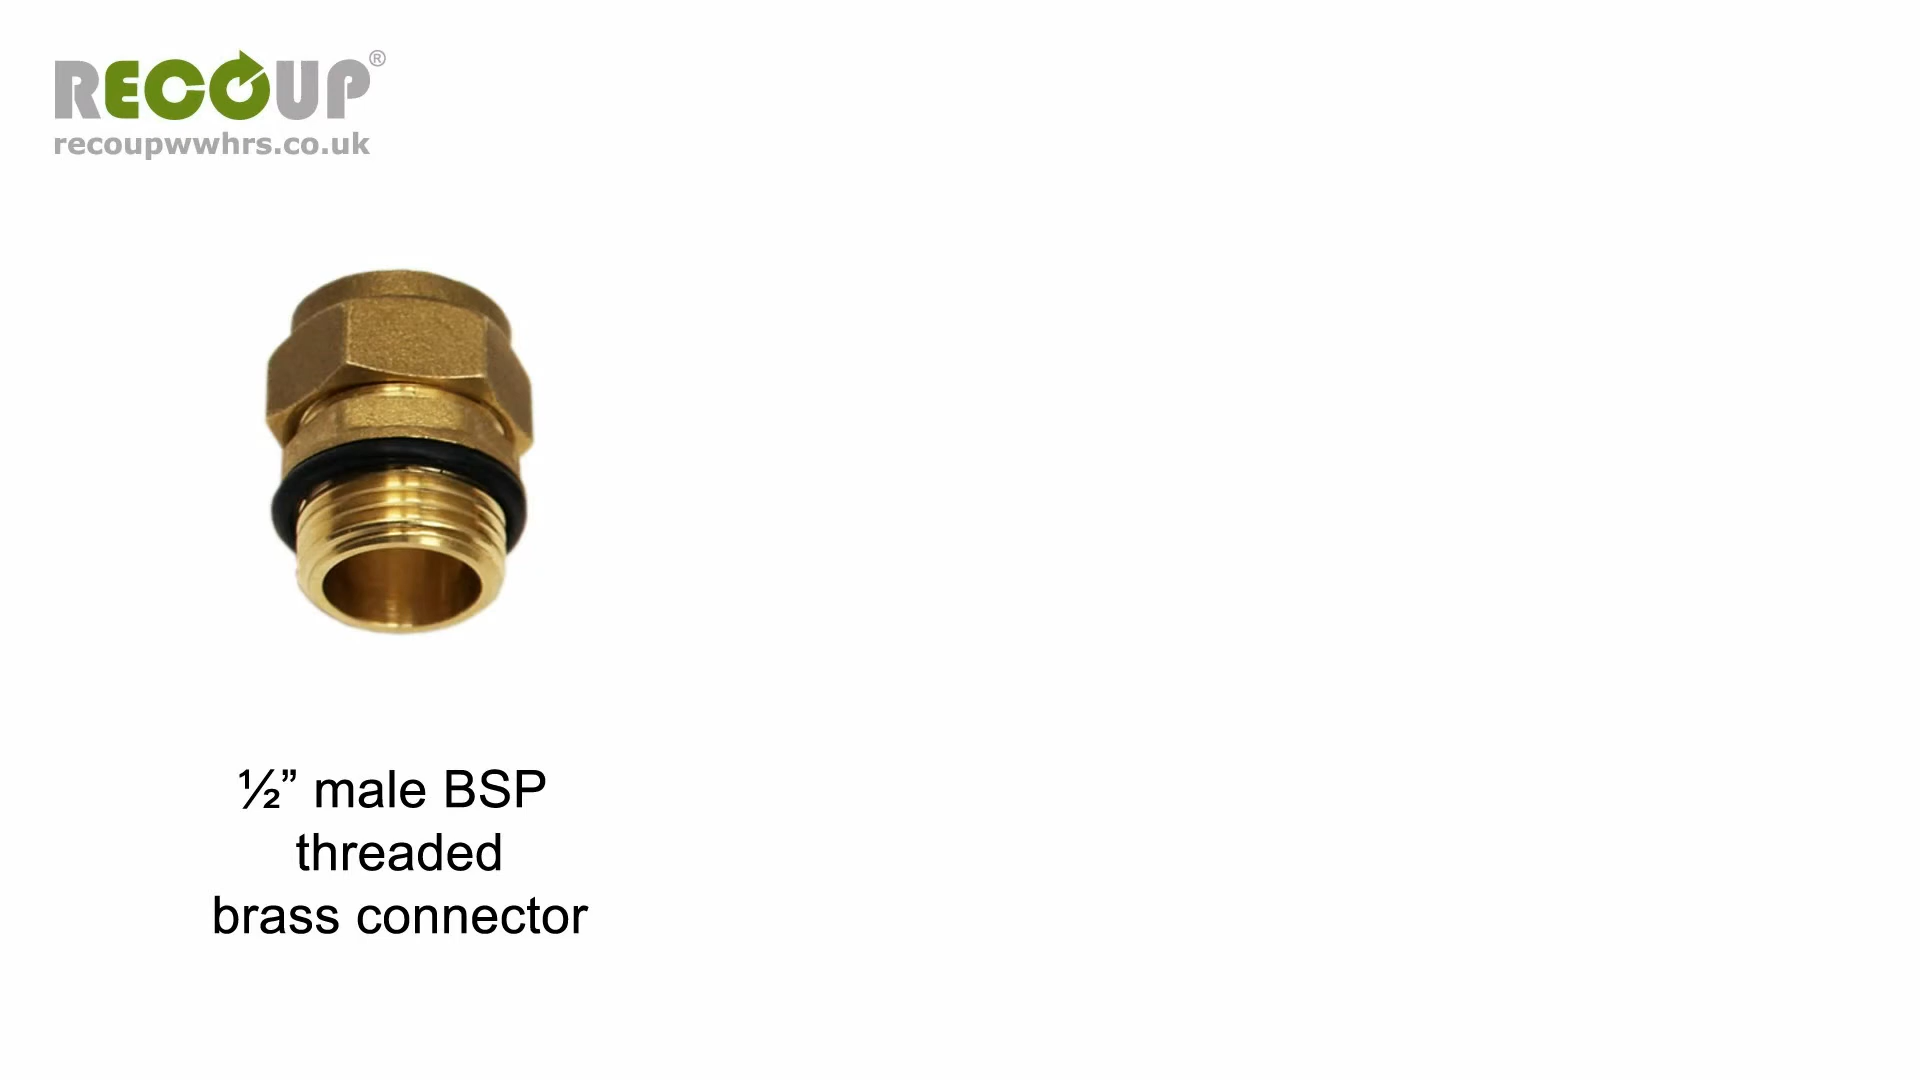 RECOUP®
recoupwwhrs.co.uk
½” male BSP
threaded
brass connector